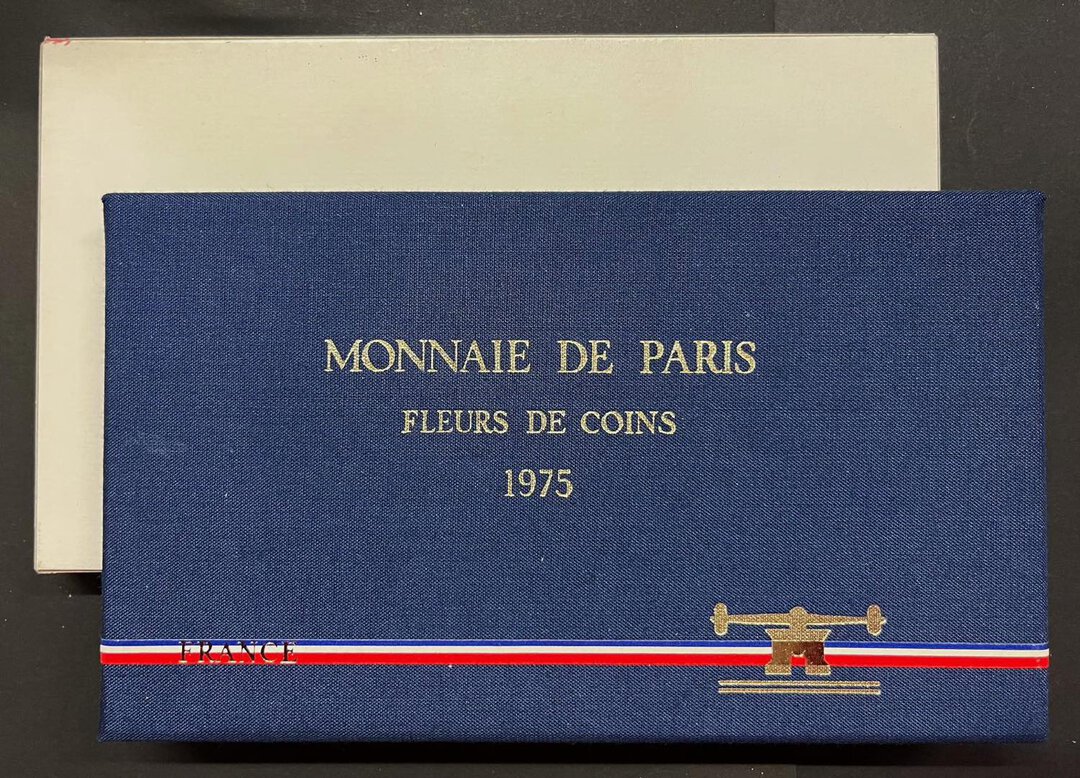 MONNAIE DE PARIS
FLEURS DE COINS
1975
FRANCE